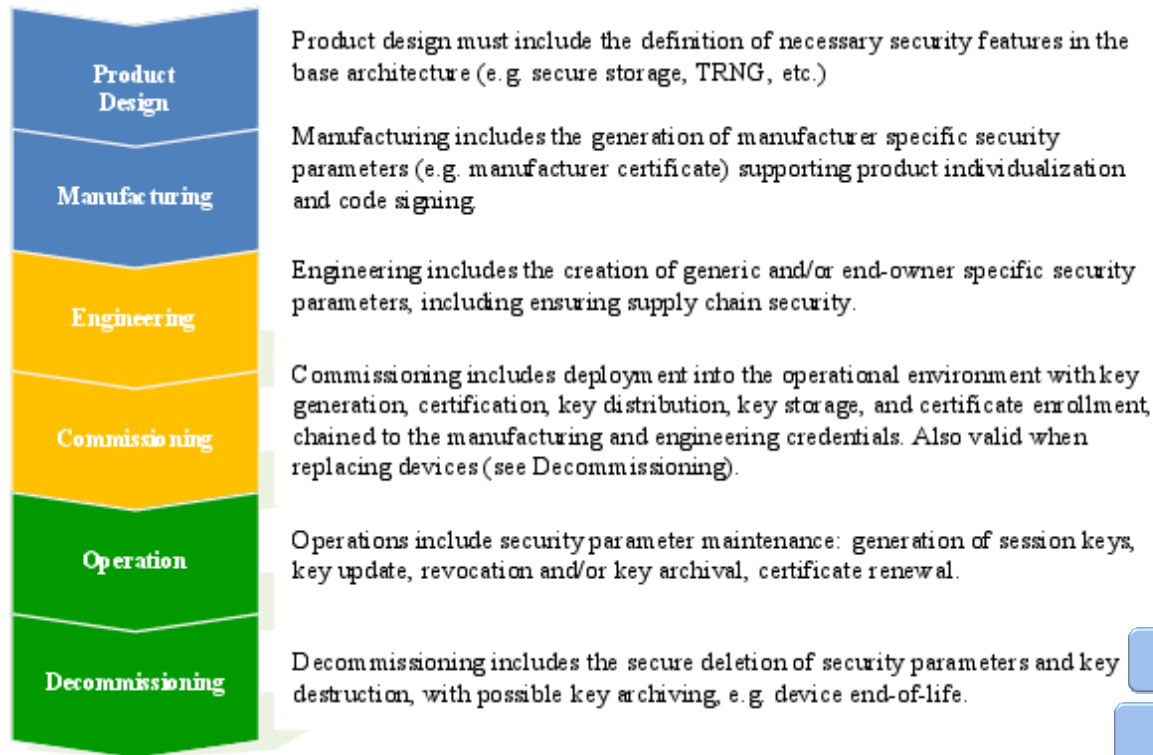 Product
Design
Product design must include the definition of necessary security features in the
base architecture (e.g. secure storage, TRNG, etc.)
Manufacturing
Manufacturing includes the generation of manufacturer specific security
parameters (e.g. manufacturer certificate) supporting product individualization
and code signing.
Engineering
Engineering includes the creation of generic and/or end-owner specific security
parameters, including ensuring supply chain security.
Commissioning
Commissioning includes deployment into the operational environment with key
generation, certification, key distribution, key storage, and certificate enrollment,
chained to the manufacturing and engineering credentials. Also valid when
replacing devices (see Decommissioning).
Operation
Operations include security parameter maintenance: generation of session keys,
key update, revocation and/or key archival, certificate renewal.
Decommissioning
Decommissioning includes the secure deletion of security parameters and key
destruction, with possible key archiving, e.g. device end-of-life.